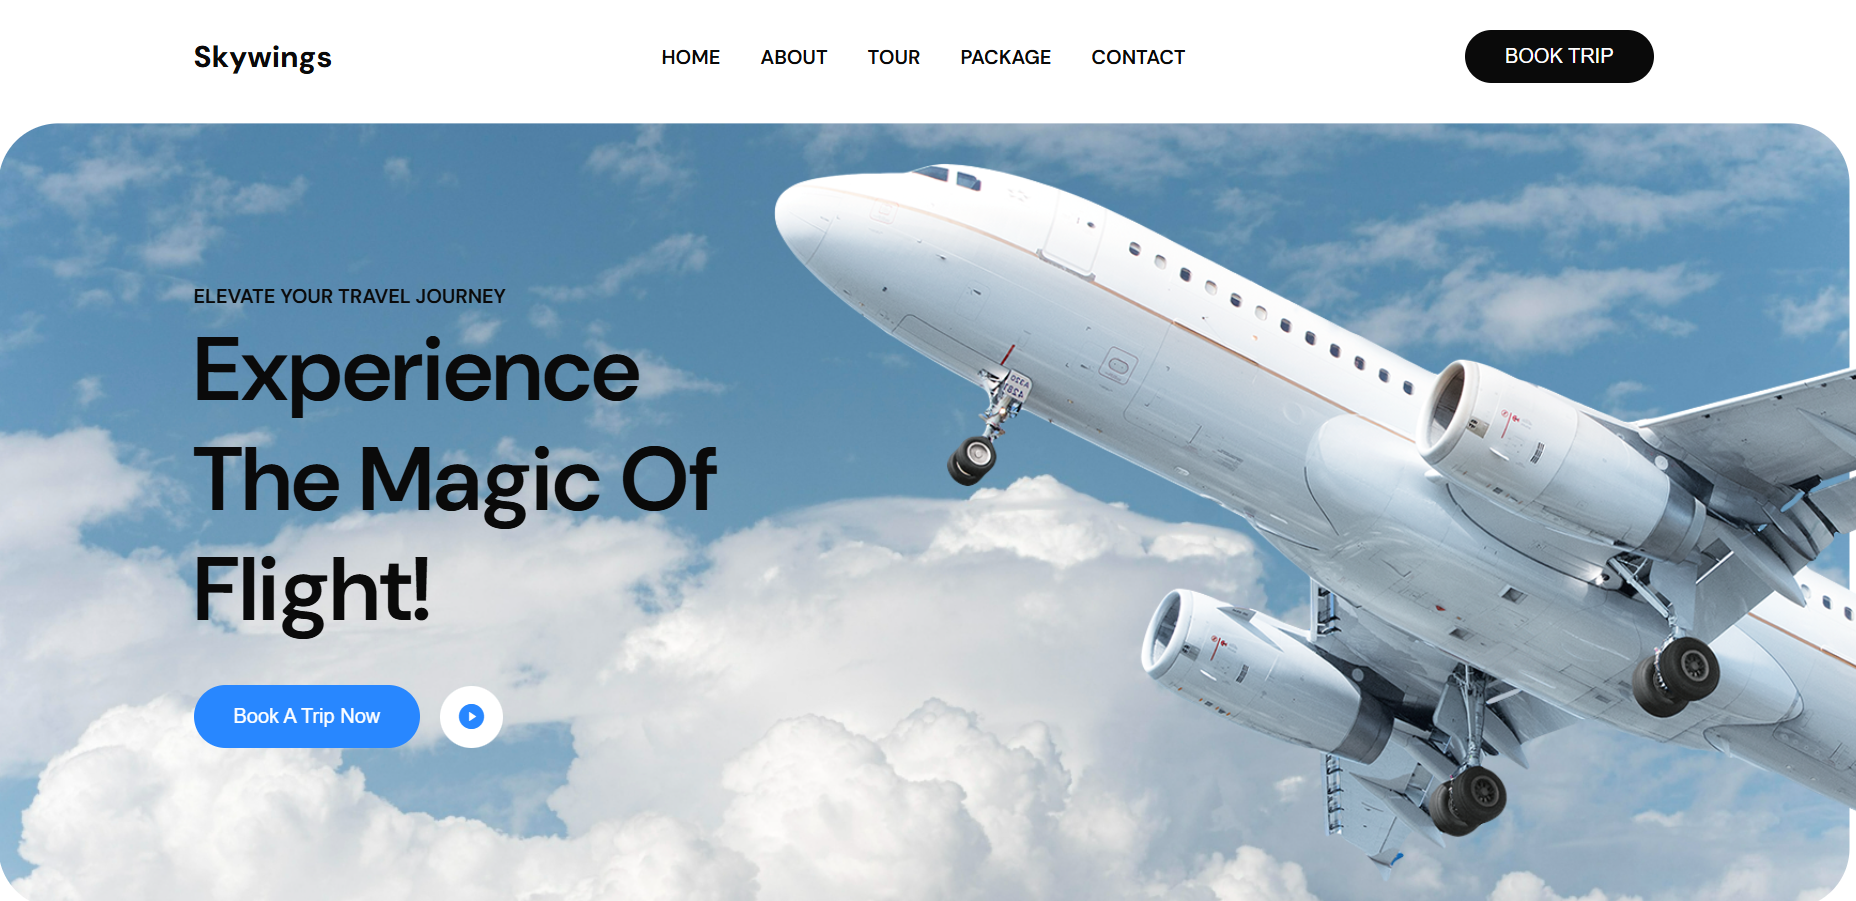 Skywings
HOME ABOUT TOUR PACKAGE CONTACT
BOOK TRIP
ELEVATE YOUR TRAVEL JOURNEY
Experience
The Magic Of
Flight!
Book A Trip Now